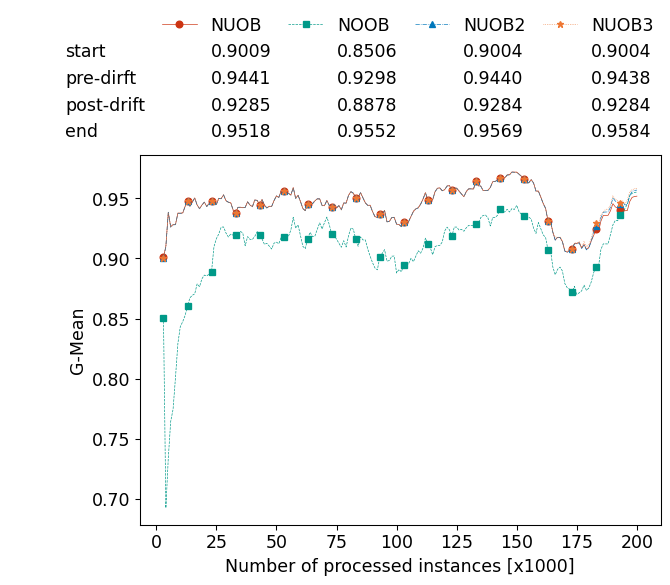 NUOB NOOB NUOB2 NUOB3
start 0.9009 0.8506 0.9004 0.9004
pre-dirft 0.9441 0.9298 0.9440 0.9438
post-drift 0.9285 0.8878 0.9284 0.9284
end 0.9518 0.9552 0.9569 0.9584
0.95
0.90
0.85
0.80
0.75
0.70
G-Mean
0 25 50 75 100 125 150 175 200
Number of processed instances [x1000]